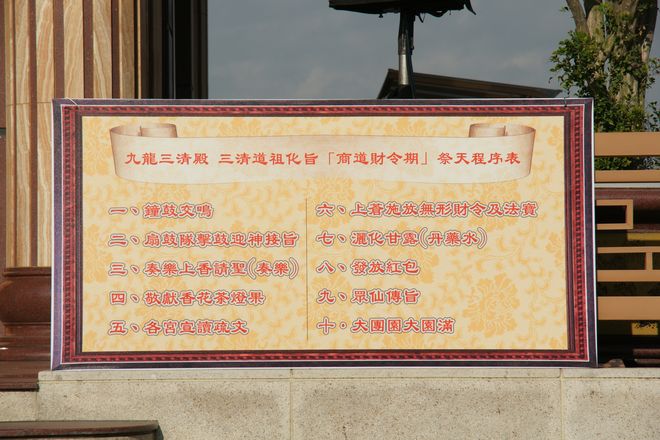 九龍三清殿 三清道祖化旨「商道財令期」祭天程序表
一、鐘鼓交鳴
二、扇鼓隊擊鼓迎神接旨
三、奏樂上香請聖(奏樂)
四、敬獻香花茶燈果
五、各宮宣讀琉文
六、上蒼施放無形財令及法寶
七、灑化甘露(丹藥水)
八、發放紅包
九、眾仙傳旨
十・大團圓大圓滿